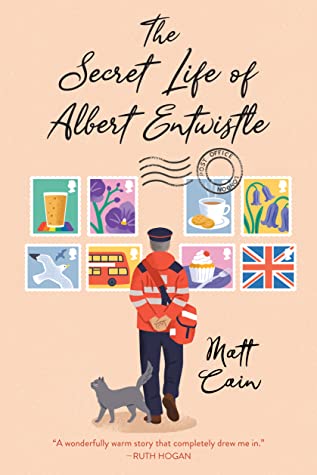 The
Secret Life of
Albert Entwistle
POST OFFICE
LONDON
Matt
Cain
"A wonderfully warm story that completely drew me in."
—RUTH HOGAN